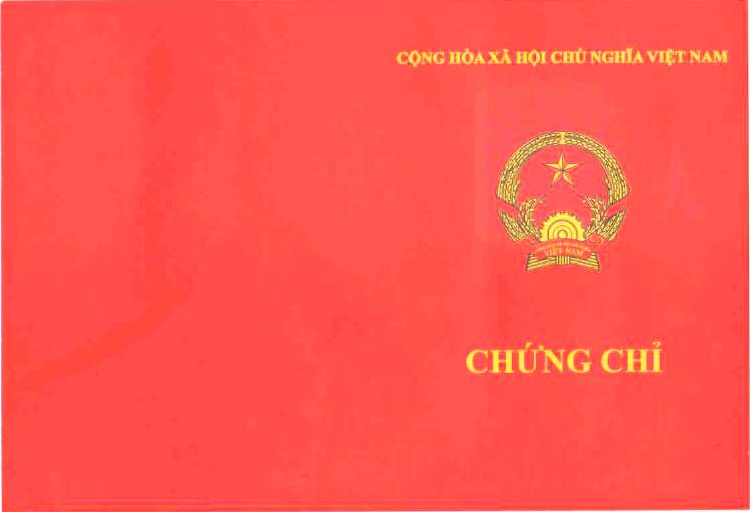 CỘNG HÒA XÃ HỘI CHỦ NGHĨA VIỆT NAM
VIỆT NAM
CHỨNG CHỈ